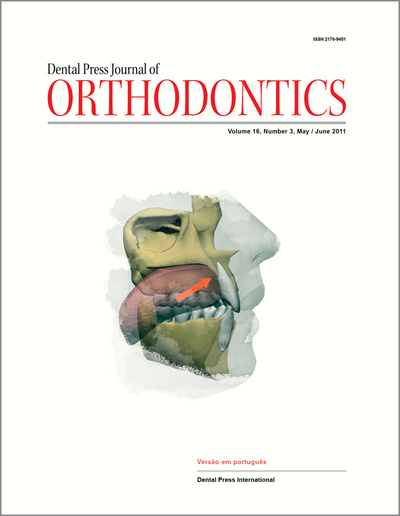 ISSN 2176-9451
Dental Press Journal of
ORTHODONTICS
Volume 16, Number 3, May / June 2011
Versão em português
Dental Press International